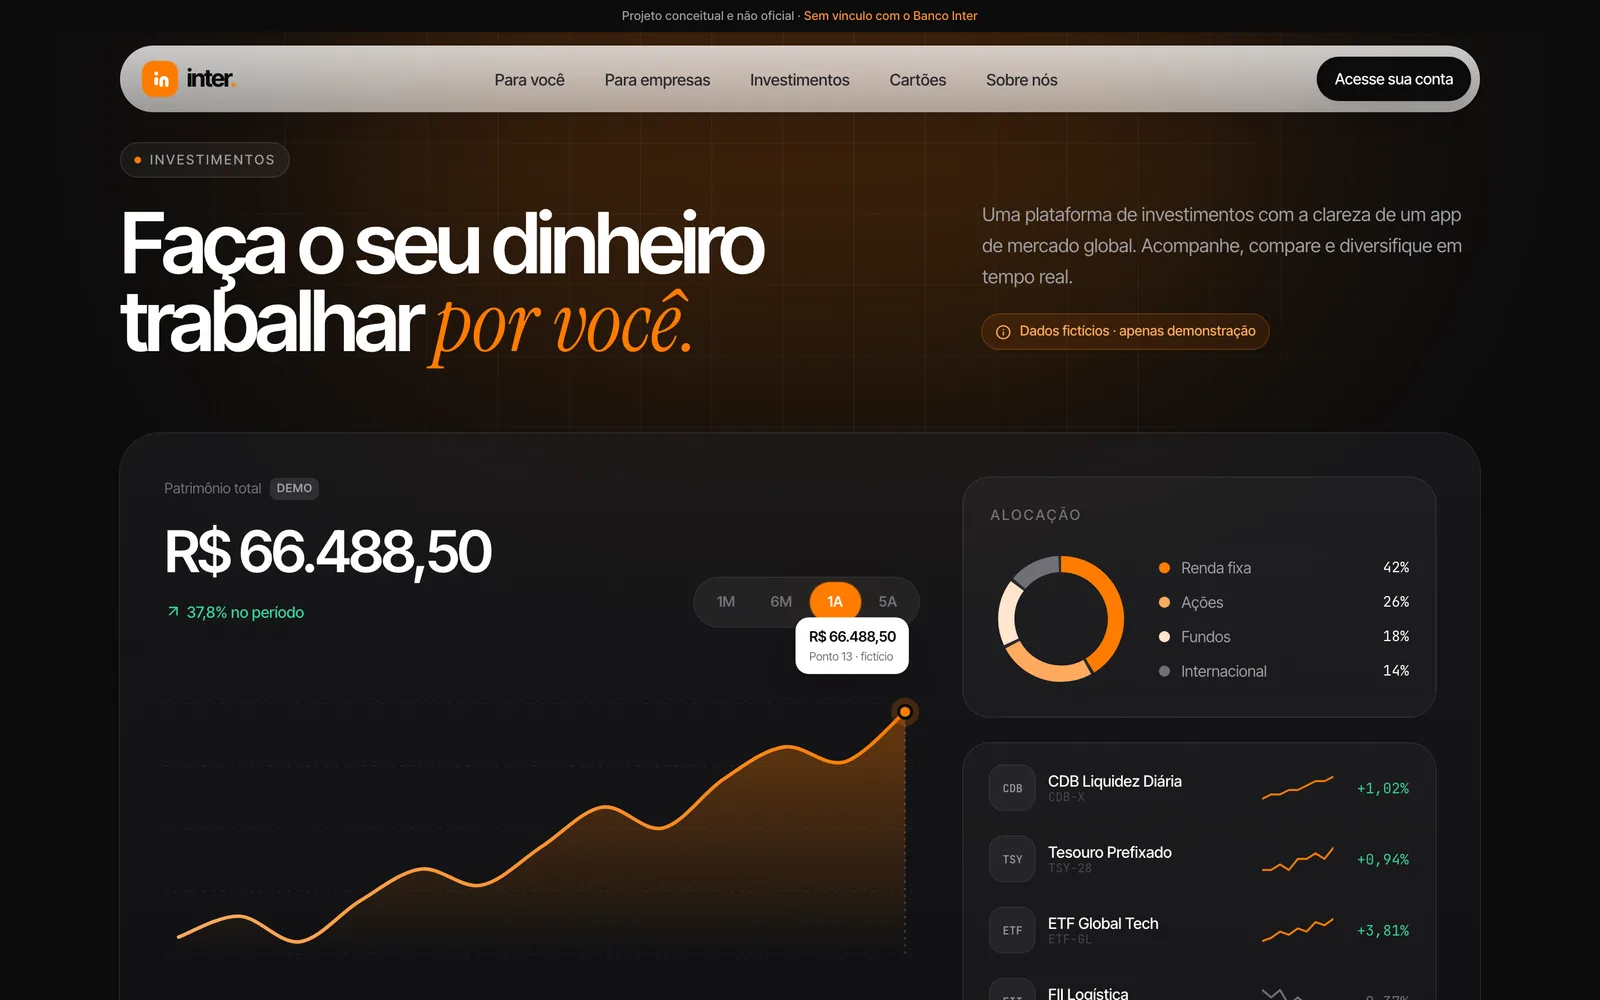 Projeto conceitual e não oficial · Sem vínculo com o Banco Inter
in inter.
Para você
Para empresas
Investimentos
Cartões
Sobre nós
Acesse sua conta
INVESTIMENTOS
Faça o seu dinheiro
trabalhar por você.
Uma plataforma de investimentos com a clareza de um app
de mercado global. Acompanhe, compare e diversifique em
tempo real.
Dados fictícios · apenas demonstração
Patrimônio total DEMO
R$ 66.488,50
37,8% no período
1M 6M 1A 5A
R$ 66.488,50
Ponto 13 · fictício
ALOCAÇÃO
Renda fixa 42%
Ações 26%
Fundos 18%
Internacional 14%
CDB CDB Liquidez Diária +1,02%
CDB-X
TSY Tesouro Prefixado +0,94%
TSY-28
ETF ETF Global Tech +3,81%
ETF-GL
FII Logística